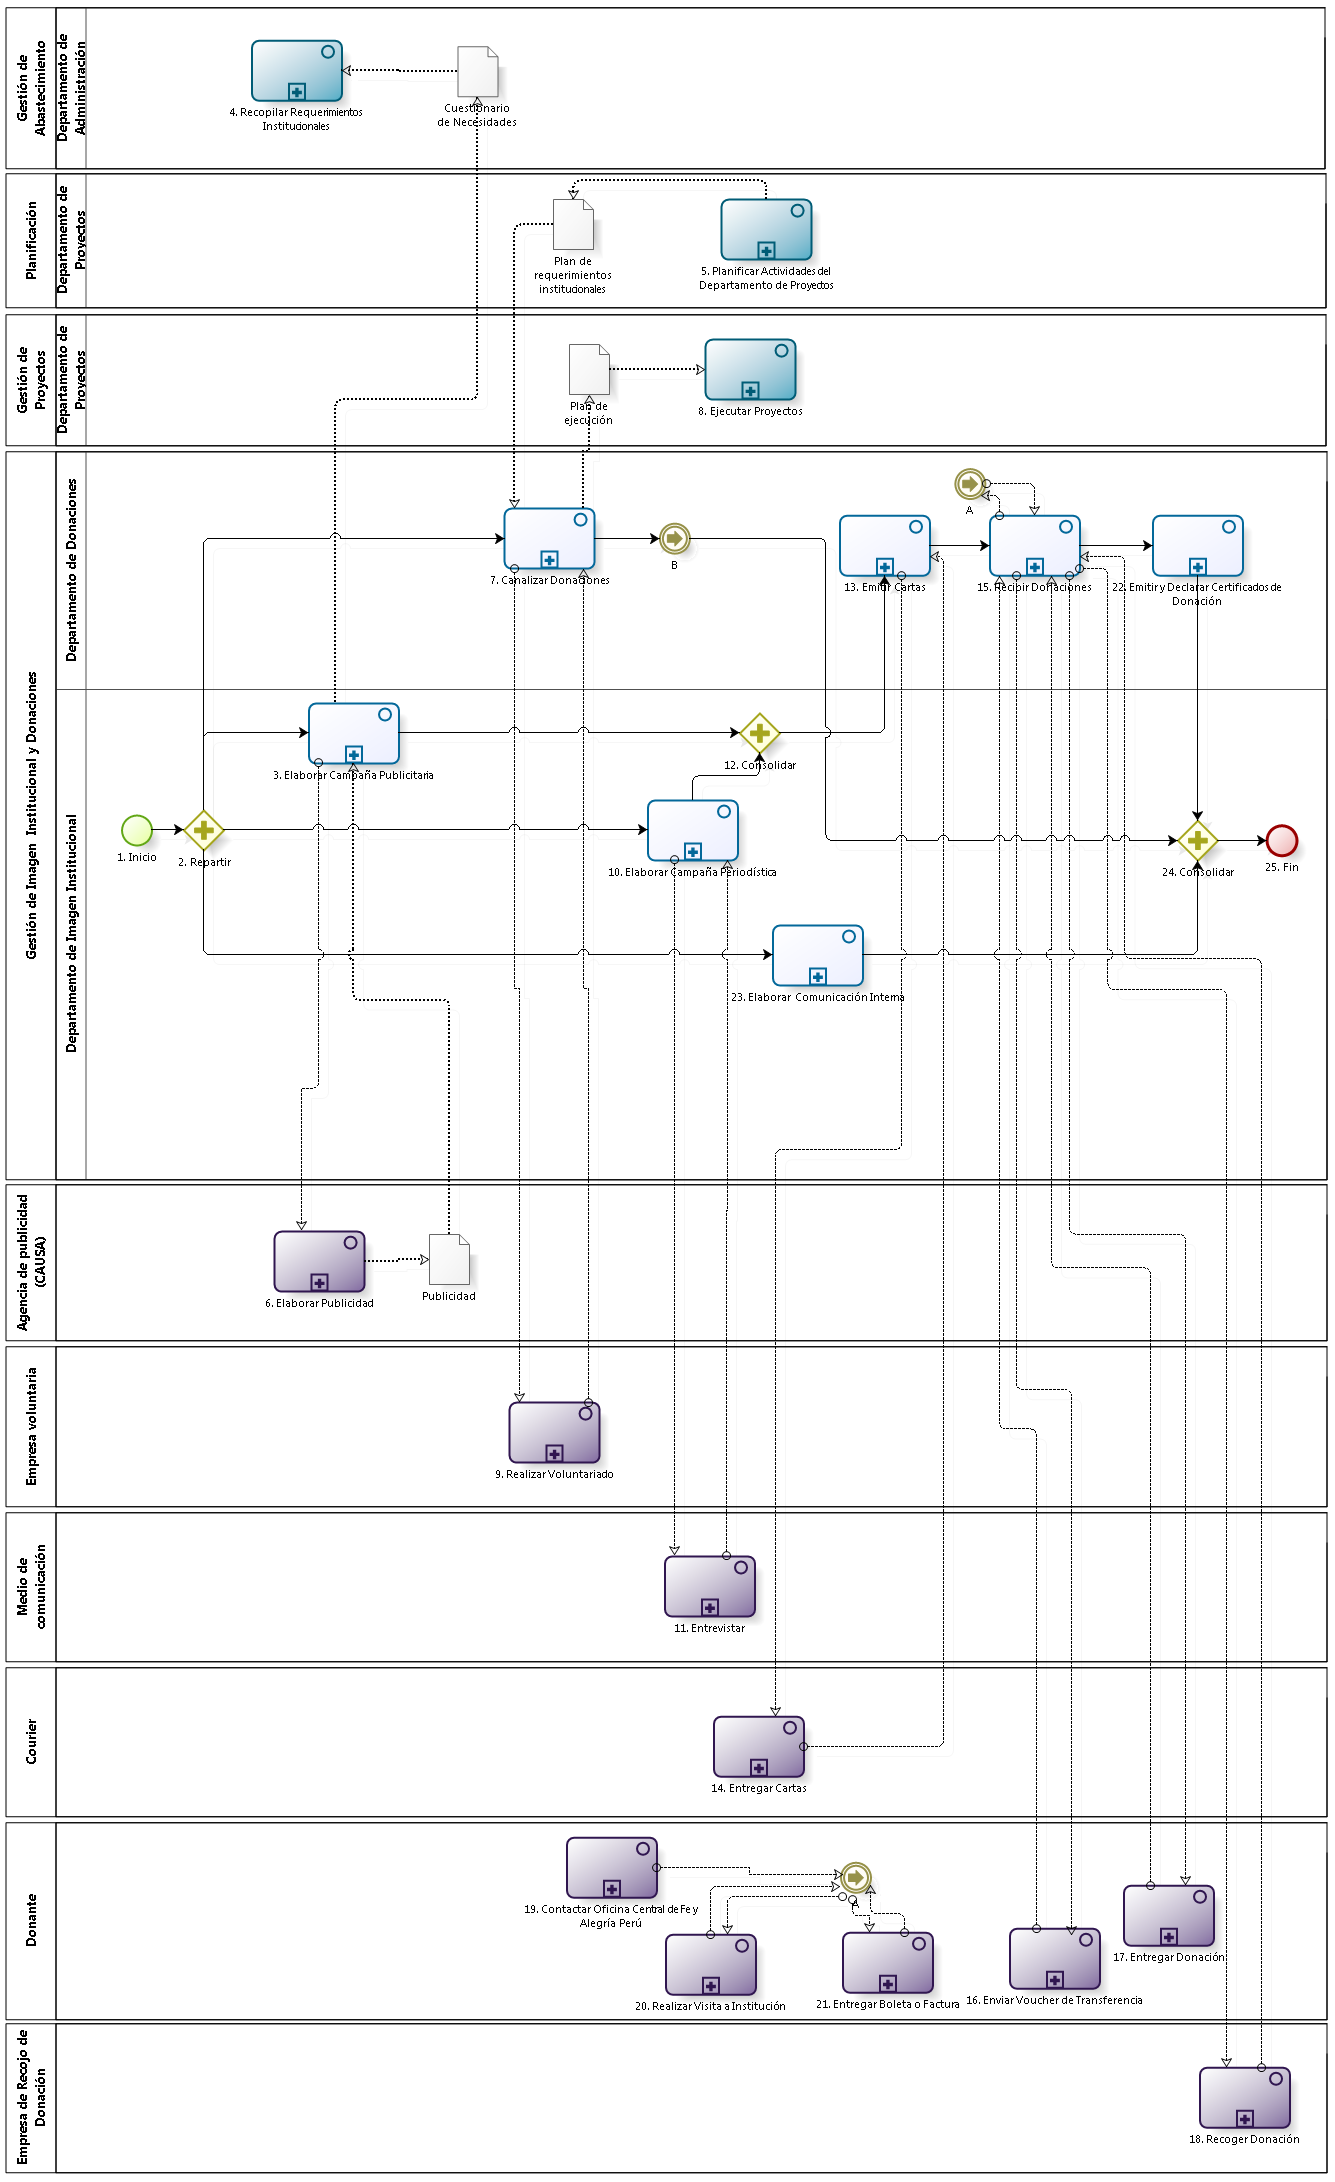 Gestión de
Abastecimiento
Departamento de
Administración
4. Recopilar Requerimientos
Institucionales
Cuestionario
de Necesidades
Planificación
Departamento de
Proyectos
Plan de
requerimientos
institucionales
5. Planificar Actividades del
Departamento de Proyectos
Gestión de
Proyectos
Departamento de
Proyectos
Plan de
ejecución
8. Ejecutar Proyectos
Gestión de Imagen Institucional y Donaciones
Departamento de Donaciones
7. Canalizar Donaciones
B
A
13. Emitir Cartas
15. Recibir Donaciones
22. Emitir y Declarar Certificados de
Donación
Departamento de Imagen Institucional
3. Elaborar Campaña Publicitaria
12. Consolidar
1. Inicio
2. Repartir
10. Elaborar Campaña Periodística
24. Consolidar
25. Fin
23. Elaborar Comunicación Interna
Agencia de publicidad
(CAUSA)
6. Elaborar Publicidad
Publicidad
Empresa voluntaria
9. Realizar Voluntariado
Medio de
comunicación
11. Entrevistar
Courier
14. Entregar Cartas
Donante
19. Contactar Oficina Central de Fe y
Alegría Perú
A
20. Realizar Visita a Institución
21. Entregar Boleta o Factura
16. Enviar Voucher de Transferencia
17. Entregar Donación
Empresa de Recojo de
Donación
18. Recoger Donación